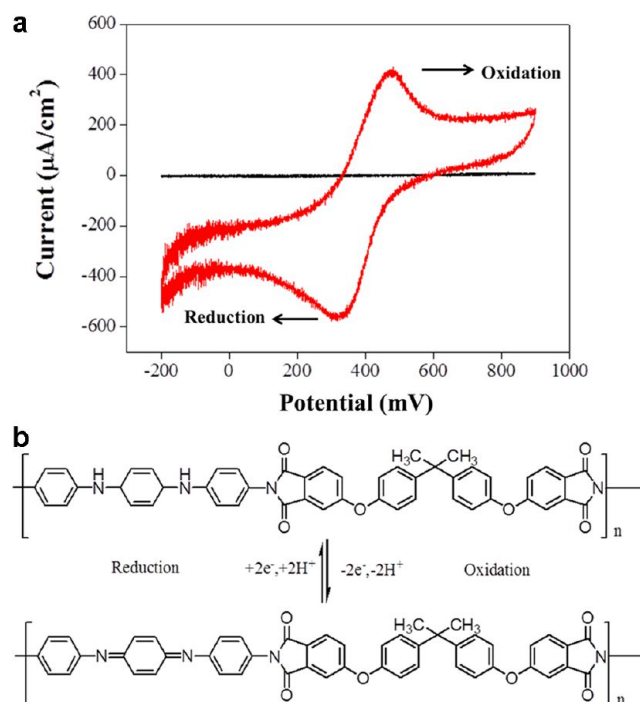 a
600
400
200
0
-200
-400
-600
Current (µA/cm²)
Oxidation
Reduction
-200 0 200 400 600 800 1000
Potential (mV)
b
H H
N N
O O
N N
O O
H₃C CH₃
O O
n
Reduction +2e⁻,+2H⁺ -2e⁻,-2H⁺ Oxidation
O O
H₃C CH₃
N N N N
O O
O O
n